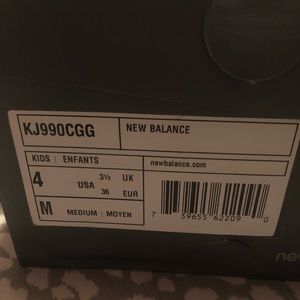 KJ990CGG NEW BALANCE
KIDS | ENFANTS newbalance.com
4 3½ UK
USA 36 EUR
M MEDIUM | MOYEN
7 39655 62209 0
ne